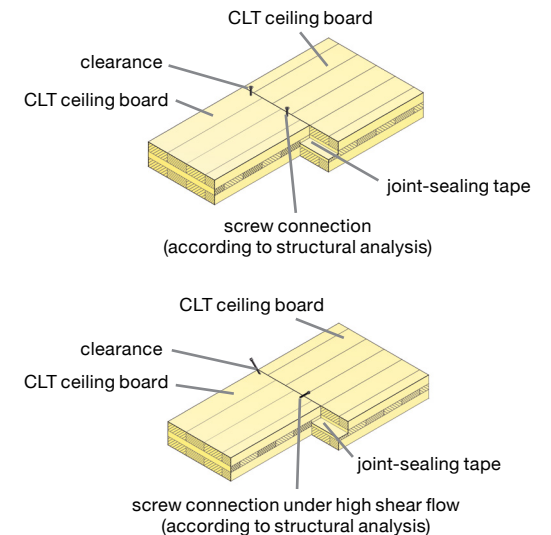 CLT ceiling board
clearance
CLT ceiling board
joint-sealing tape
screw connection
(according to structural analysis)
CLT ceiling board
clearance
CLT ceiling board
joint-sealing tape
screw connection under high shear flow
(according to structural analysis)